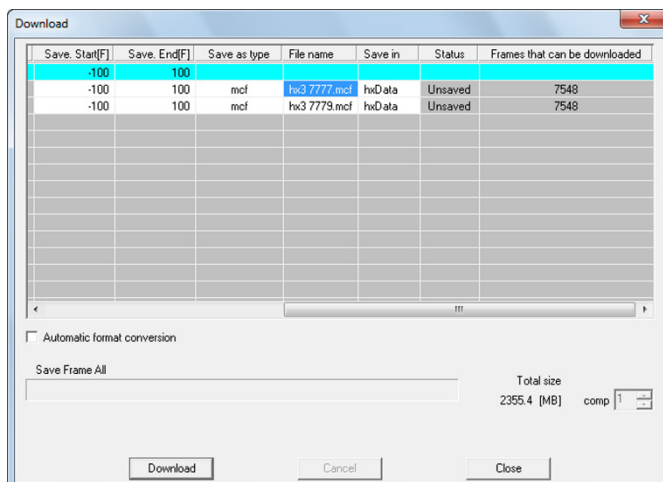 Download
Save. Start[F] Save. End[F] Save as type File name Save in Status Frames that can be downloaded
-100 100
-100 100 mcf hx3 7777.mcf hxData Unsaved 7548
-100 100 mcf hx3 7779.mcf hxData Unsaved 7548
Automatic format conversion
Save Frame All
Total size
2355.4 [MB] comp 1
Download Cancel Close